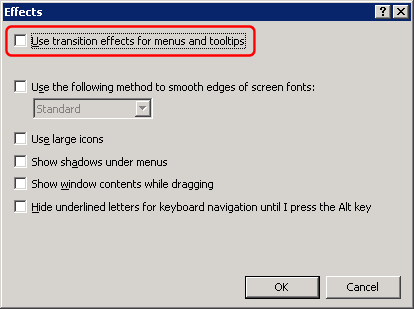 Effects
Use transition effects for menus and tooltips
Use the following method to smooth edges of screen fonts:
Standard
Use large icons
Show shadows under menus
Show window contents while dragging
Hide underlined letters for keyboard navigation until I press the Alt key
OK Cancel